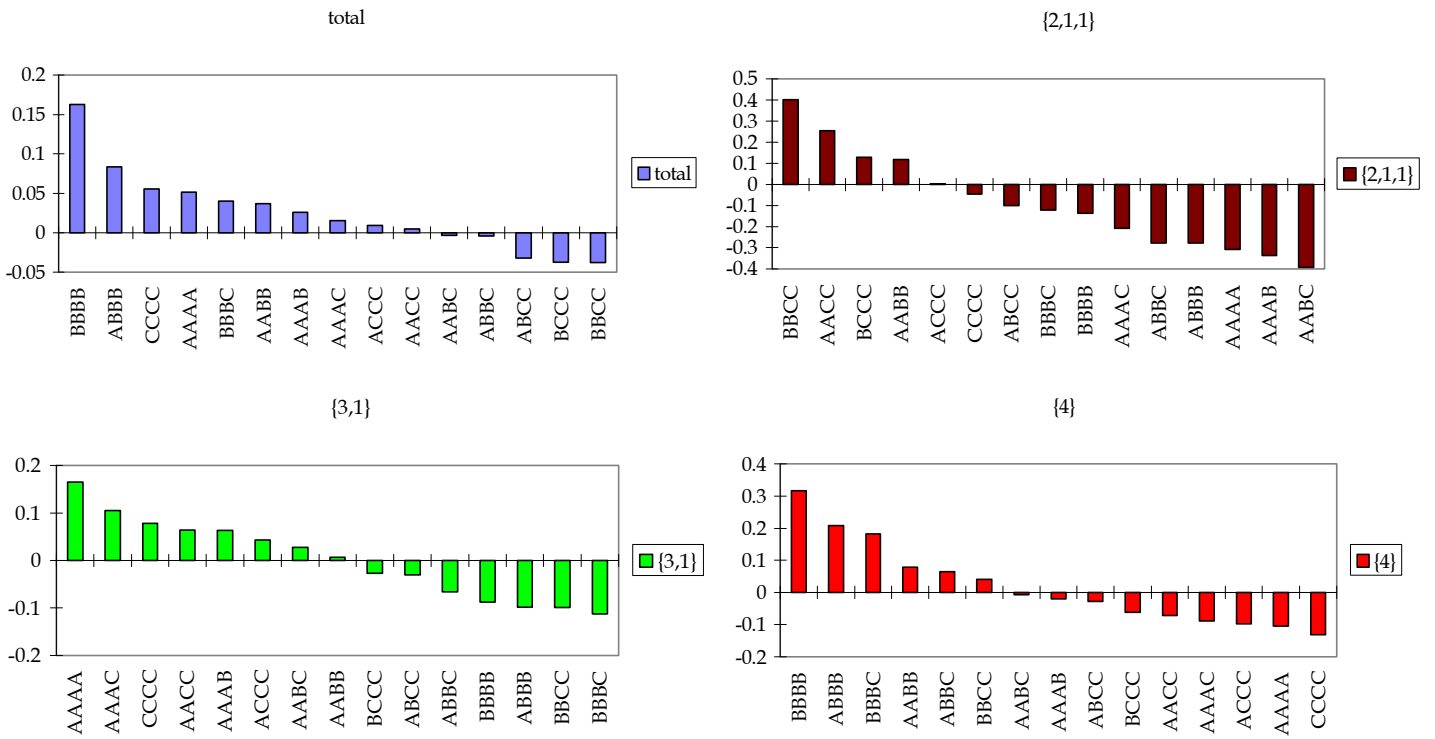 total
0.2
0.15
0.1
0.05
0
-0.05
BBBB
ABBB
CCCC
AAAA
BBBC
AABB
AAAB
AAAC
ACCC
AACC
AABC
ABBC
ABCC
BCCC
BBCC
total
{2,1,1}
0.5
0.4
0.3
0.2
0.1
0
-0.1
-0.2
-0.3
-0.4
BBCC
AACC
BCCC
AABB
ACCC
CCCC
ABCC
BBBC
BBBB
AAAC
ABBC
ABBB
AAAA
AAAB
AABC
{2,1,1}
{3,1}
0.2
0.1
0
-0.1
-0.2
AAAA
AAAC
CCCC
AACC
AAAB
ACCC
AABC
AABB
BCCC
ABCC
ABBC
BBBB
ABBB
BBCC
BBBC
{3,1}
{4}
0.4
0.3
0.2
0.1
0
-0.1
-0.2
BBBB
ABBB
BBBC
AABB
ABBC
BBCC
AABC
AAAB
ABCC
BCCC
AACC
AAAC
ACCC
AAAA
CCCC
{4}